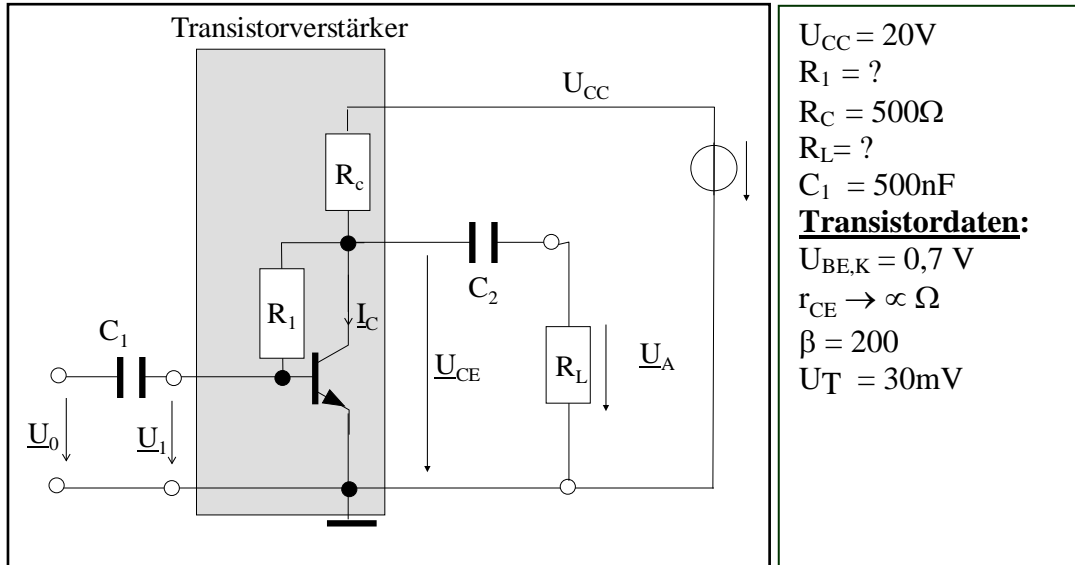 Transistorverstärker
U_CC
R_c
R_1
I_C
C_2
C_1
U_CE
R_L
U_A
U_0
U_1
U_CC = 20V
R_1 = ?
R_C = 500Ω
R_L= ?
C_1 = 500nF
Transistordaten:
U_BE,K = 0,7 V
r_CE → ∝ Ω
β = 200
UT = 30mV